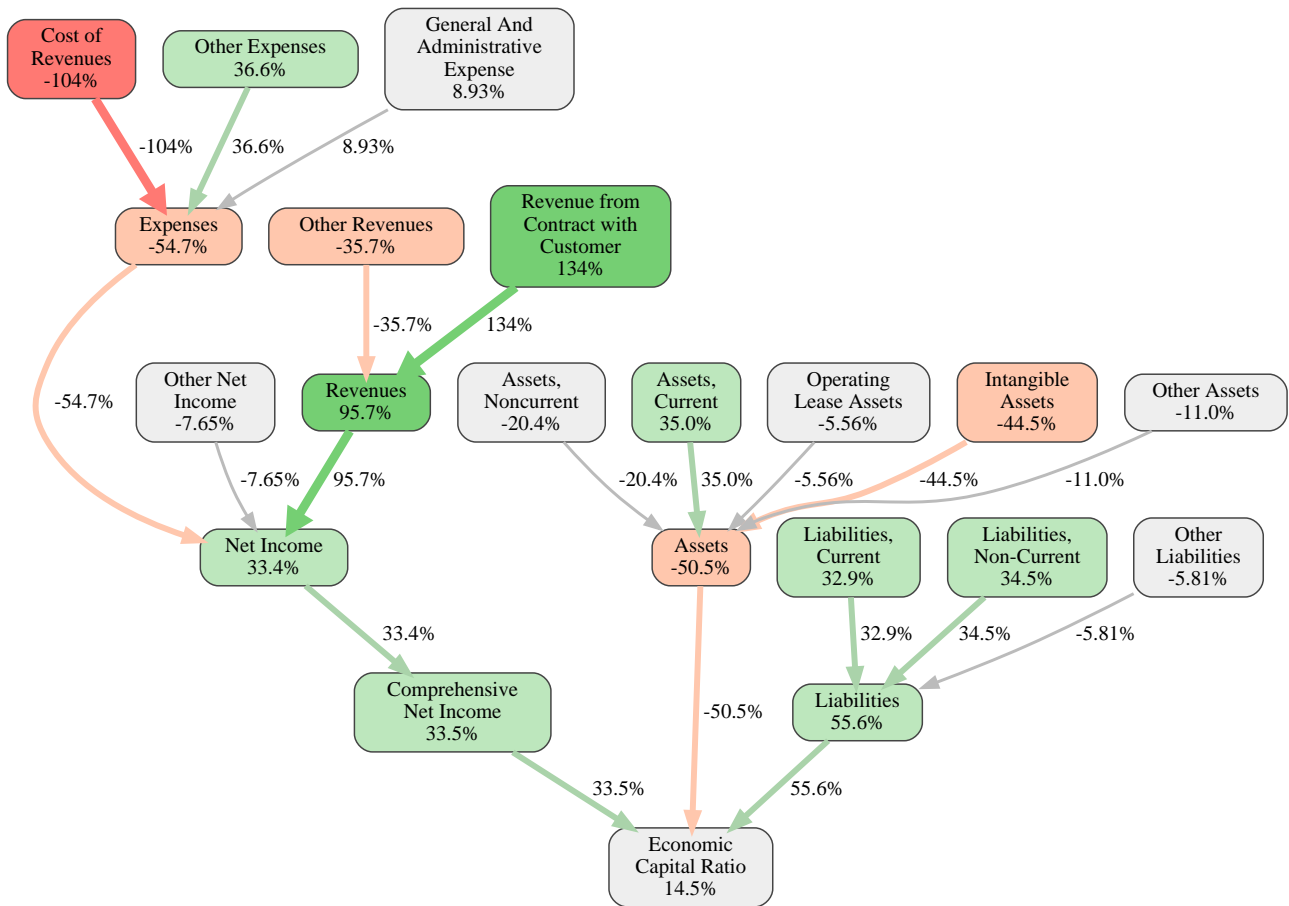 Cost of
Revenues
-104%
Other Expenses
36.6%
General And
Administrative
Expense
8.93%
-104%
36.6%
8.93%
Expenses
-54.7%
Other Revenues
-35.7%
Revenue from
Contract with
Customer
134%
-35.7%
134%
-54.7%
Other Net
Income
-7.65%
Revenues
95.7%
Assets,
Noncurrent
-20.4%
Assets,
Current
35.0%
Operating
Lease Assets
-5.56%
Intangible
Assets
-44.5%
Other Assets
-11.0%
-7.65%
95.7%
-20.4%
35.0%
-5.56%
-44.5%
-11.0%
Net Income
33.4%
Assets
-50.5%
Liabilities,
Current
32.9%
Liabilities,
Non-Current
34.5%
Other
Liabilities
-5.81%
33.4%
32.9%
34.5%
-5.81%
Comprehensive
Net Income
33.5%
-50.5%
Liabilities
55.6%
33.5%
55.6%
Economic
Capital Ratio
14.5%